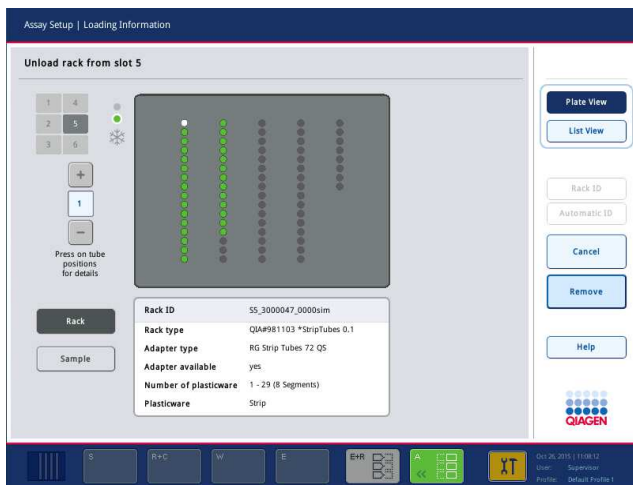 Assay Setup | Loading Information
Unload rack from slot 5
1 4
2 5
3 6
+
1
−
Press on tube
positions
for details
Rack
Sample
Rack ID S5_3000047_0000sim
Rack type QIA#981103 *StripTubes 0.1
Adapter type RG Strip Tubes 72 QS
Adapter available yes
Number of plasticware 1 - 29 (8 Segments)
Plasticware Strip
Plate View
List View
Rack ID
Automatic ID
Cancel
Remove
Help
QIAGEN
S
R+C
W
E
E+R
A
Oct 26, 2015 | 11:08:12
User: Supervisor
Profile: Default Profile 1